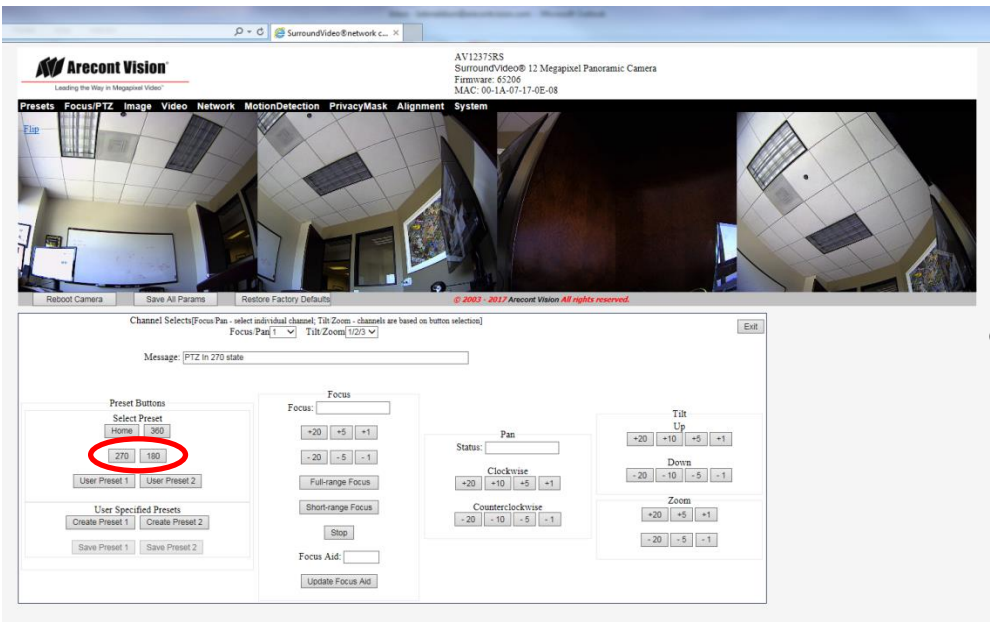 SurroundVideo®network c... ×
Arecont Vision®
Leading the Way in Megapixel Video™
AV12375RS
SurroundVideo® 12 Megapixel Panoramic Camera
Firmware: 65206
MAC: 00-1A-07-17-0E-08
Presets Focus/PTZ Image Video Network MotionDetection PrivacyMask Alignment System
Flip
Reboot Camera Save All Params Restore Factory Defaults
© 2003 - 2017 Arecont Vision All rights reserved.
Channel Selects[Focus/Pan - select individual channel; Tilt/Zoom - channels are based on button selection]
Focus/Pan 1 Tilt/Zoom 1/2/3
Exit
Message: PTZ In 270 state
Preset Buttons
Select Preset
Home 360
270 180
User Preset 1 User Preset 2
User Specified Presets
Create Preset 1 Create Preset 2
Save Preset 1 Save Preset 2
Focus
Focus:
+20 +5 +1
- 20 - 5 - 1
Full-range Focus
Short-range Focus
Stop
Focus Aid:
Update Focus Aid
Pan
Status:
Clockwise
+20 +10 +5 +1
Counterclockwise
- 20 - 10 - 5 - 1
Tilt
Up
+20 +10 +5 +1
Down
- 20 - 10 - 5 - 1
Zoom
+20 +5 +1
- 20 - 5 - 1